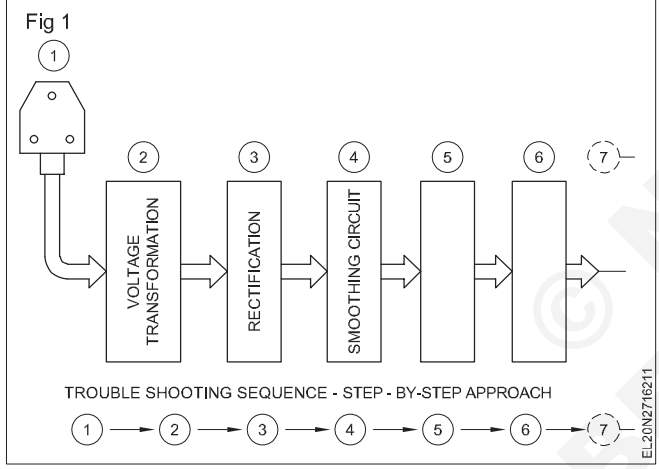 Fig 1
1
2
3
4
5
6
7
VOLTAGE
TRANSFORMATION
RECTIFICATION
SMOOTHING CIRCUIT
TROUBLE SHOOTING SEQUENCE - STEP - BY-STEP APPROACH
1 2 3 4 5 6 7
EL20N2716211